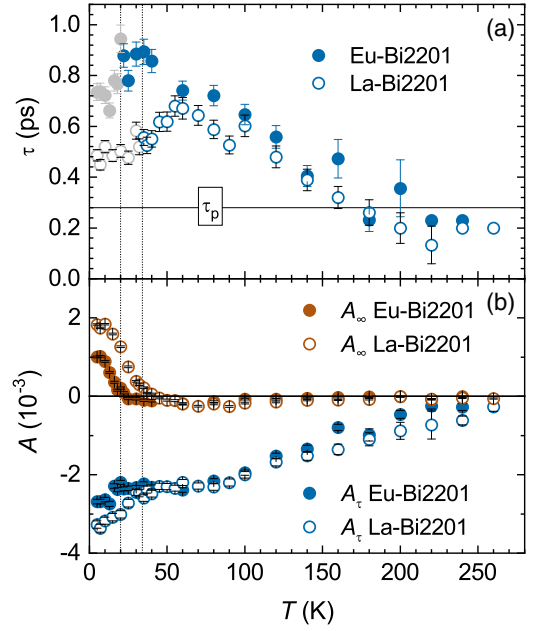 (a)
1.0
0.8
0.6
0.4
0.2
0.0
τ (ps)
Eu-Bi2201
La-Bi2201
τp
(b)
2
0
-2
-4
A (10⁻³)
A∞ Eu-Bi2201
A∞ La-Bi2201
Aτ Eu-Bi2201
Aτ La-Bi2201
0 50 100 150 200 250
T (K)